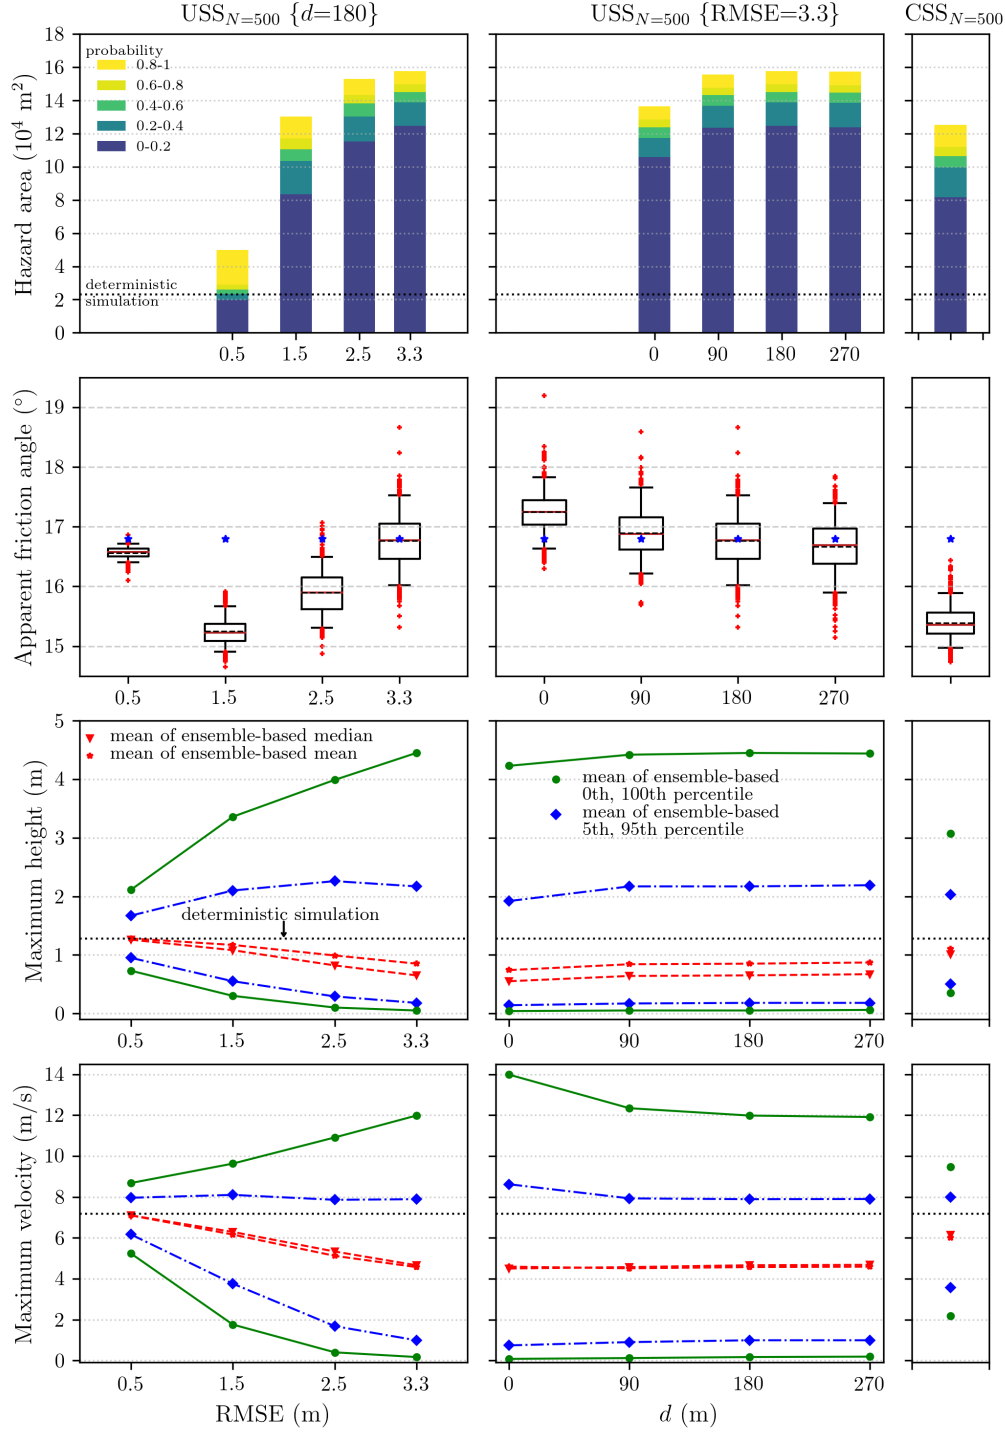 USS_{N=500} {d=180}
USS_{N=500} {RMSE=3.3}
CSS_{N=500}
Hazard area (10⁴ m²)
18
16
14
12
10
8
6
4
2
0
probability
0.8-1
0.6-0.8
0.4-0.6
0.2-0.4
0-0.2
deterministic
simulation
0.5 1.5 2.5 3.3
0 90 180 270
Apparent friction angle (°)
19
18
17
16
15
0.5 1.5 2.5 3.3
0 90 180 270
Maximum height (m)
5
4
3
2
1
0
mean of ensemble-based median
mean of ensemble-based mean
deterministic simulation
mean of ensemble-based
0th, 100th percentile
mean of ensemble-based
5th, 95th percentile
0.5 1.5 2.5 3.3
0 90 180 270
Maximum velocity (m/s)
14
12
10
8
6
4
2
0
0.5 1.5 2.5 3.3
0 90 180 270
RMSE (m)
d (m)